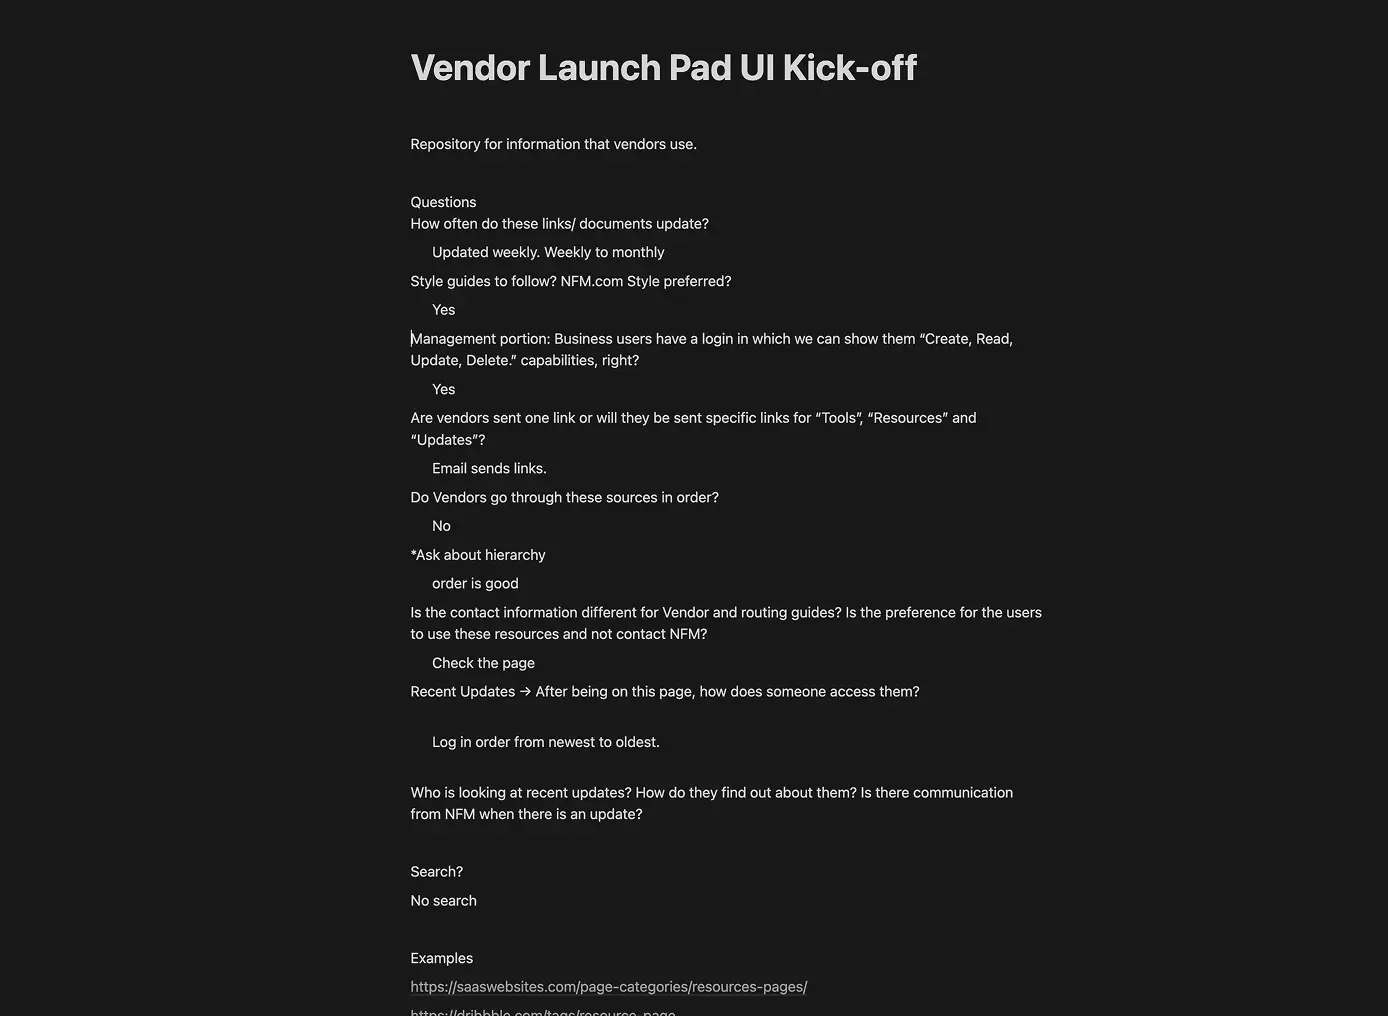 Vendor Launch Pad UI Kick-off
Repository for information that vendors use.
Questions
How often do these links/ documents update?
Updated weekly. Weekly to monthly
Style guides to follow? NFM.com Style preferred?
Yes
Management portion: Business users have a login in which we can show them “Create, Read,
Update, Delete.” capabilities, right?
Yes
Are vendors sent one link or will they be sent specific links for “Tools”, “Resources” and
“Updates”?
Email sends links.
Do Vendors go through these sources in order?
No
*Ask about hierarchy
order is good
Is the contact information different for Vendor and routing guides? Is the preference for the users
to use these resources and not contact NFM?
Check the page
Recent Updates → After being on this page, how does someone access them?
Log in order from newest to oldest.
Who is looking at recent updates? How do they find out about them? Is there communication
from NFM when there is an update?
Search?
No search
Examples
https://saaswebsites.com/page-categories/resources-pages/
https://dribbble.com/tags/resource-page